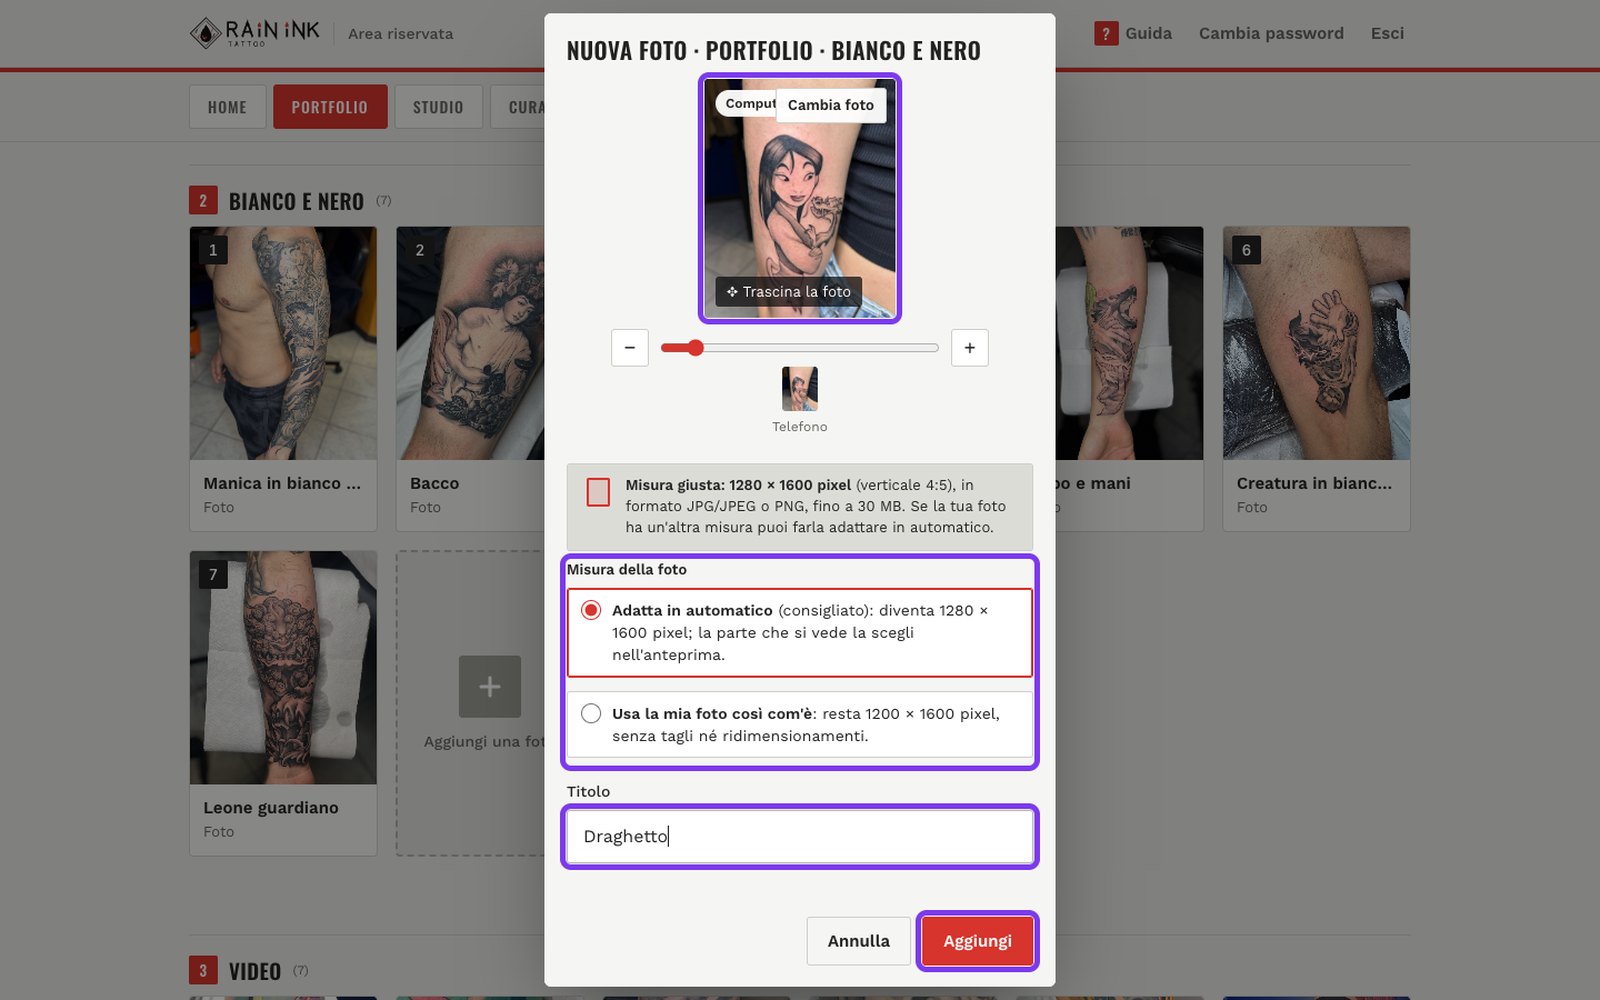 RAIN INK
TATTOO
Area riservata
? Guida
Cambia password
Esci
HOME
PORTFOLIO
STUDIO
CURA
2 BIANCO E NERO (7)
1
2
6
Manica in bianco ...
Foto
Bacco
Foto
o e mani
Creatura in bianc...
Foto
7
Leone guardiano
Foto
+
Aggiungi una fot
3 VIDEO (7)
NUOVA FOTO · PORTFOLIO · BIANCO E NERO
Comput
Cambia foto
Trascina la foto
−
+
Telefono
Misura giusta: 1280 × 1600 pixel (verticale 4:5), in
formato JPG/JPEG o PNG, fino a 30 MB. Se la tua foto
ha un'altra misura puoi farla adattare in automatico.
Misura della foto
Adatta in automatico (consigliato): diventa 1280 ×
1600 pixel; la parte che si vede la scegli
nell'anteprima.
Usa la mia foto così com'è: resta 1200 × 1600 pixel,
senza tagli né ridimensionamenti.
Titolo
Draghetto
Annulla
Aggiungi